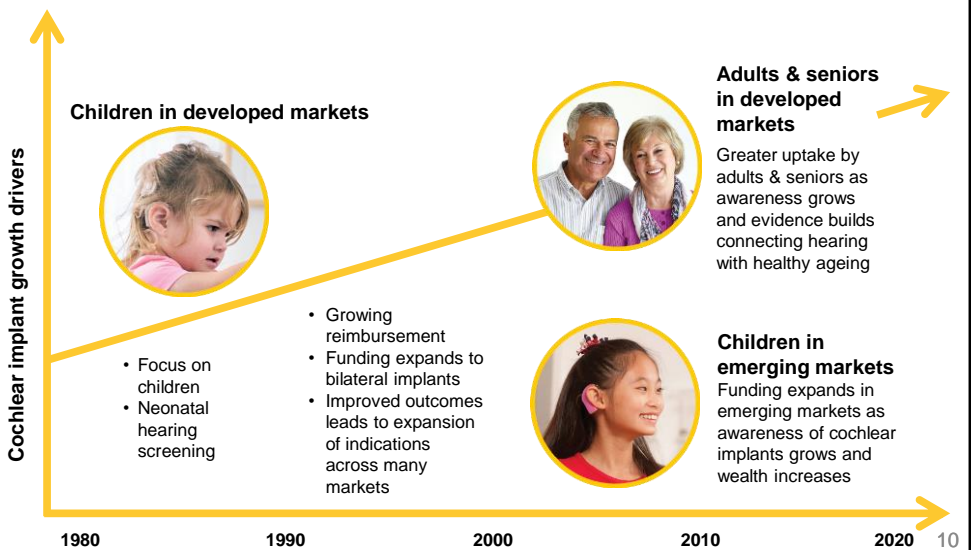 Cochlear implant growth drivers
Children in developed markets
• Focus on
children
• Neonatal
hearing
screening
• Growing
reimbursement
• Funding expands to
bilateral implants
• Improved outcomes
leads to expansion
of indications
across many
markets
Adults & seniors
in developed
markets
Greater uptake by
adults & seniors as
awareness grows
and evidence builds
connecting hearing
with healthy ageing
Children in
emerging markets
Funding expands in
emerging markets as
awareness of cochlear
implants grows and
wealth increases
1980 1990 2000 2010 2020 10